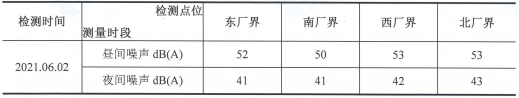 检测时间 检测点位 测量时段 东厂界 南厂界 西厂界 北厂界
2021.06.02 昼间噪声 dB(A) 52 50 53 53
夜间噪声 dB(A) 41 41 42 43